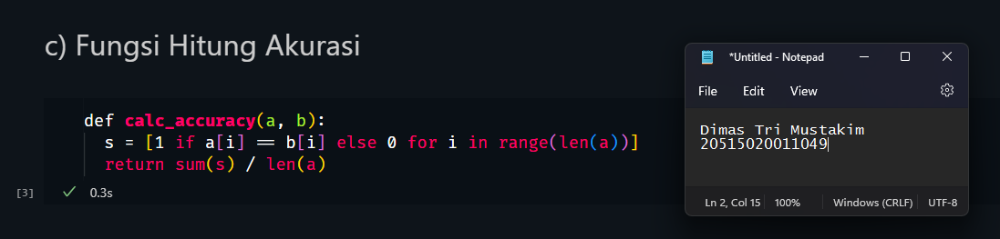 c) Fungsi Hitung Akurasi
def calc_accuracy(a, b):
s = [1 if a[i] == b[i] else 0 for i in range(len(a))]
return sum(s) / len(a)
[3] ✓ 0.3s
*Untitled - Notepad
File Edit View
Dimas Tri Mustakim
20515020011049
Ln 2, Col 15 100% Windows (CRLF) UTF-8